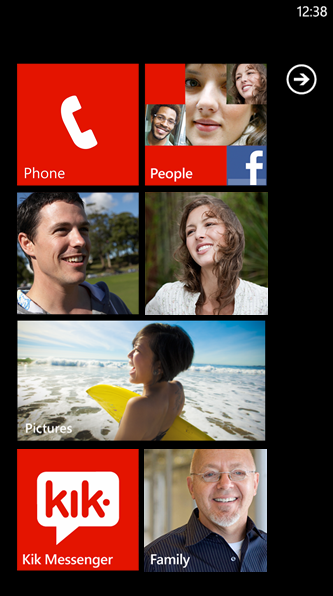 12:38
Phone
People
f
Pictures
kik·
Kik Messenger
Family